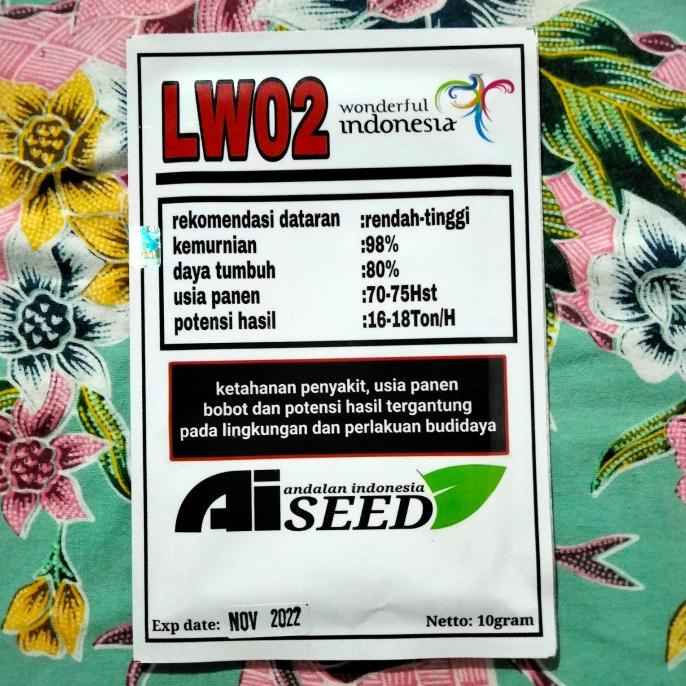 LW02
wonderful
indonesia
rekomendasi dataran :rendah-tinggi
kemurnian :98%
daya tumbuh :80%
usia panen :70-75Hst
potensi hasil :16-18Ton/H
ketahanan penyakit, usia panen
bobot dan potensi hasil tergantung
pada lingkungan dan perlakuan budidaya
andalan indonesia
Ai SEED
Exp date: NOV 2022
Netto: 10gram